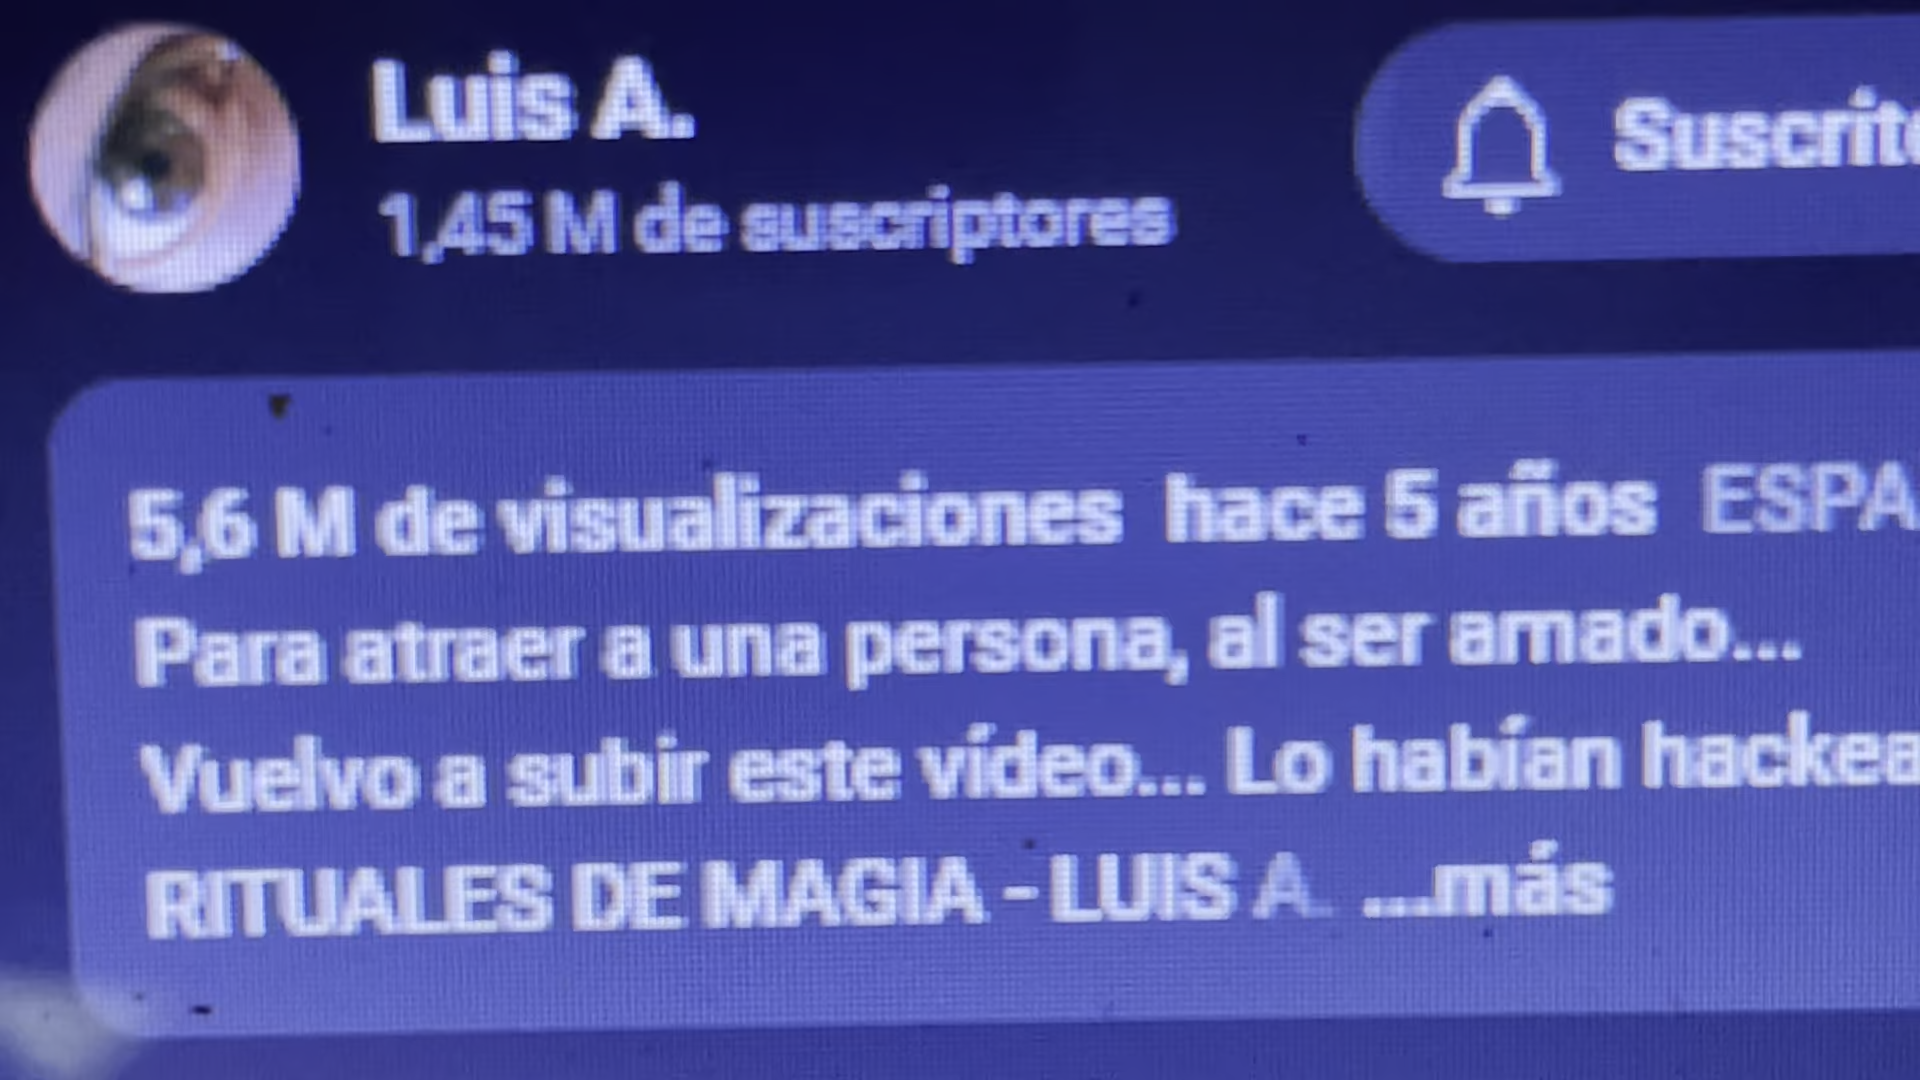 Luis A.
1,45 M de suscriptores
Suscrito
5,6 M de visualizaciones hace 5 años ESPA
Para atraer a una persona, al ser amado...
Vuelvo a subir este vídeo... Lo habían hackea
RITUALES DE MAGIA - LUIS A. ...más